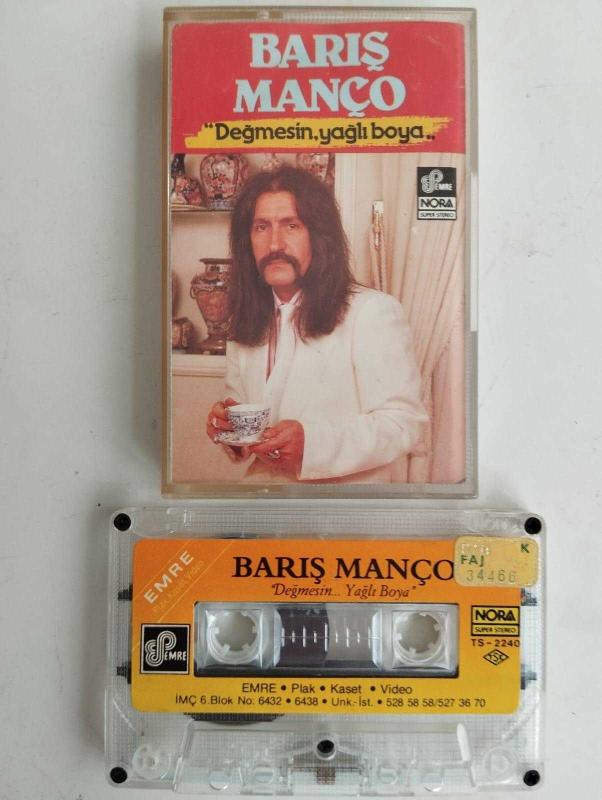 BARIŞ
MANÇO
"Değmesin, yağlı boya„
EMRE
NORA
SUPER STEREO
EMRE
BARIŞ MANÇO
"Değmesin... Yağlı Boya"
K
FAJ
34466
EMRE
NORA
SUPER STEREO
TS-2240
TSE
EMRE • Plak • Kaset • Video
İMÇ 6.Blok No: 6432 • 6438 • Unk.-İst. • 528 58 58/527 36 70